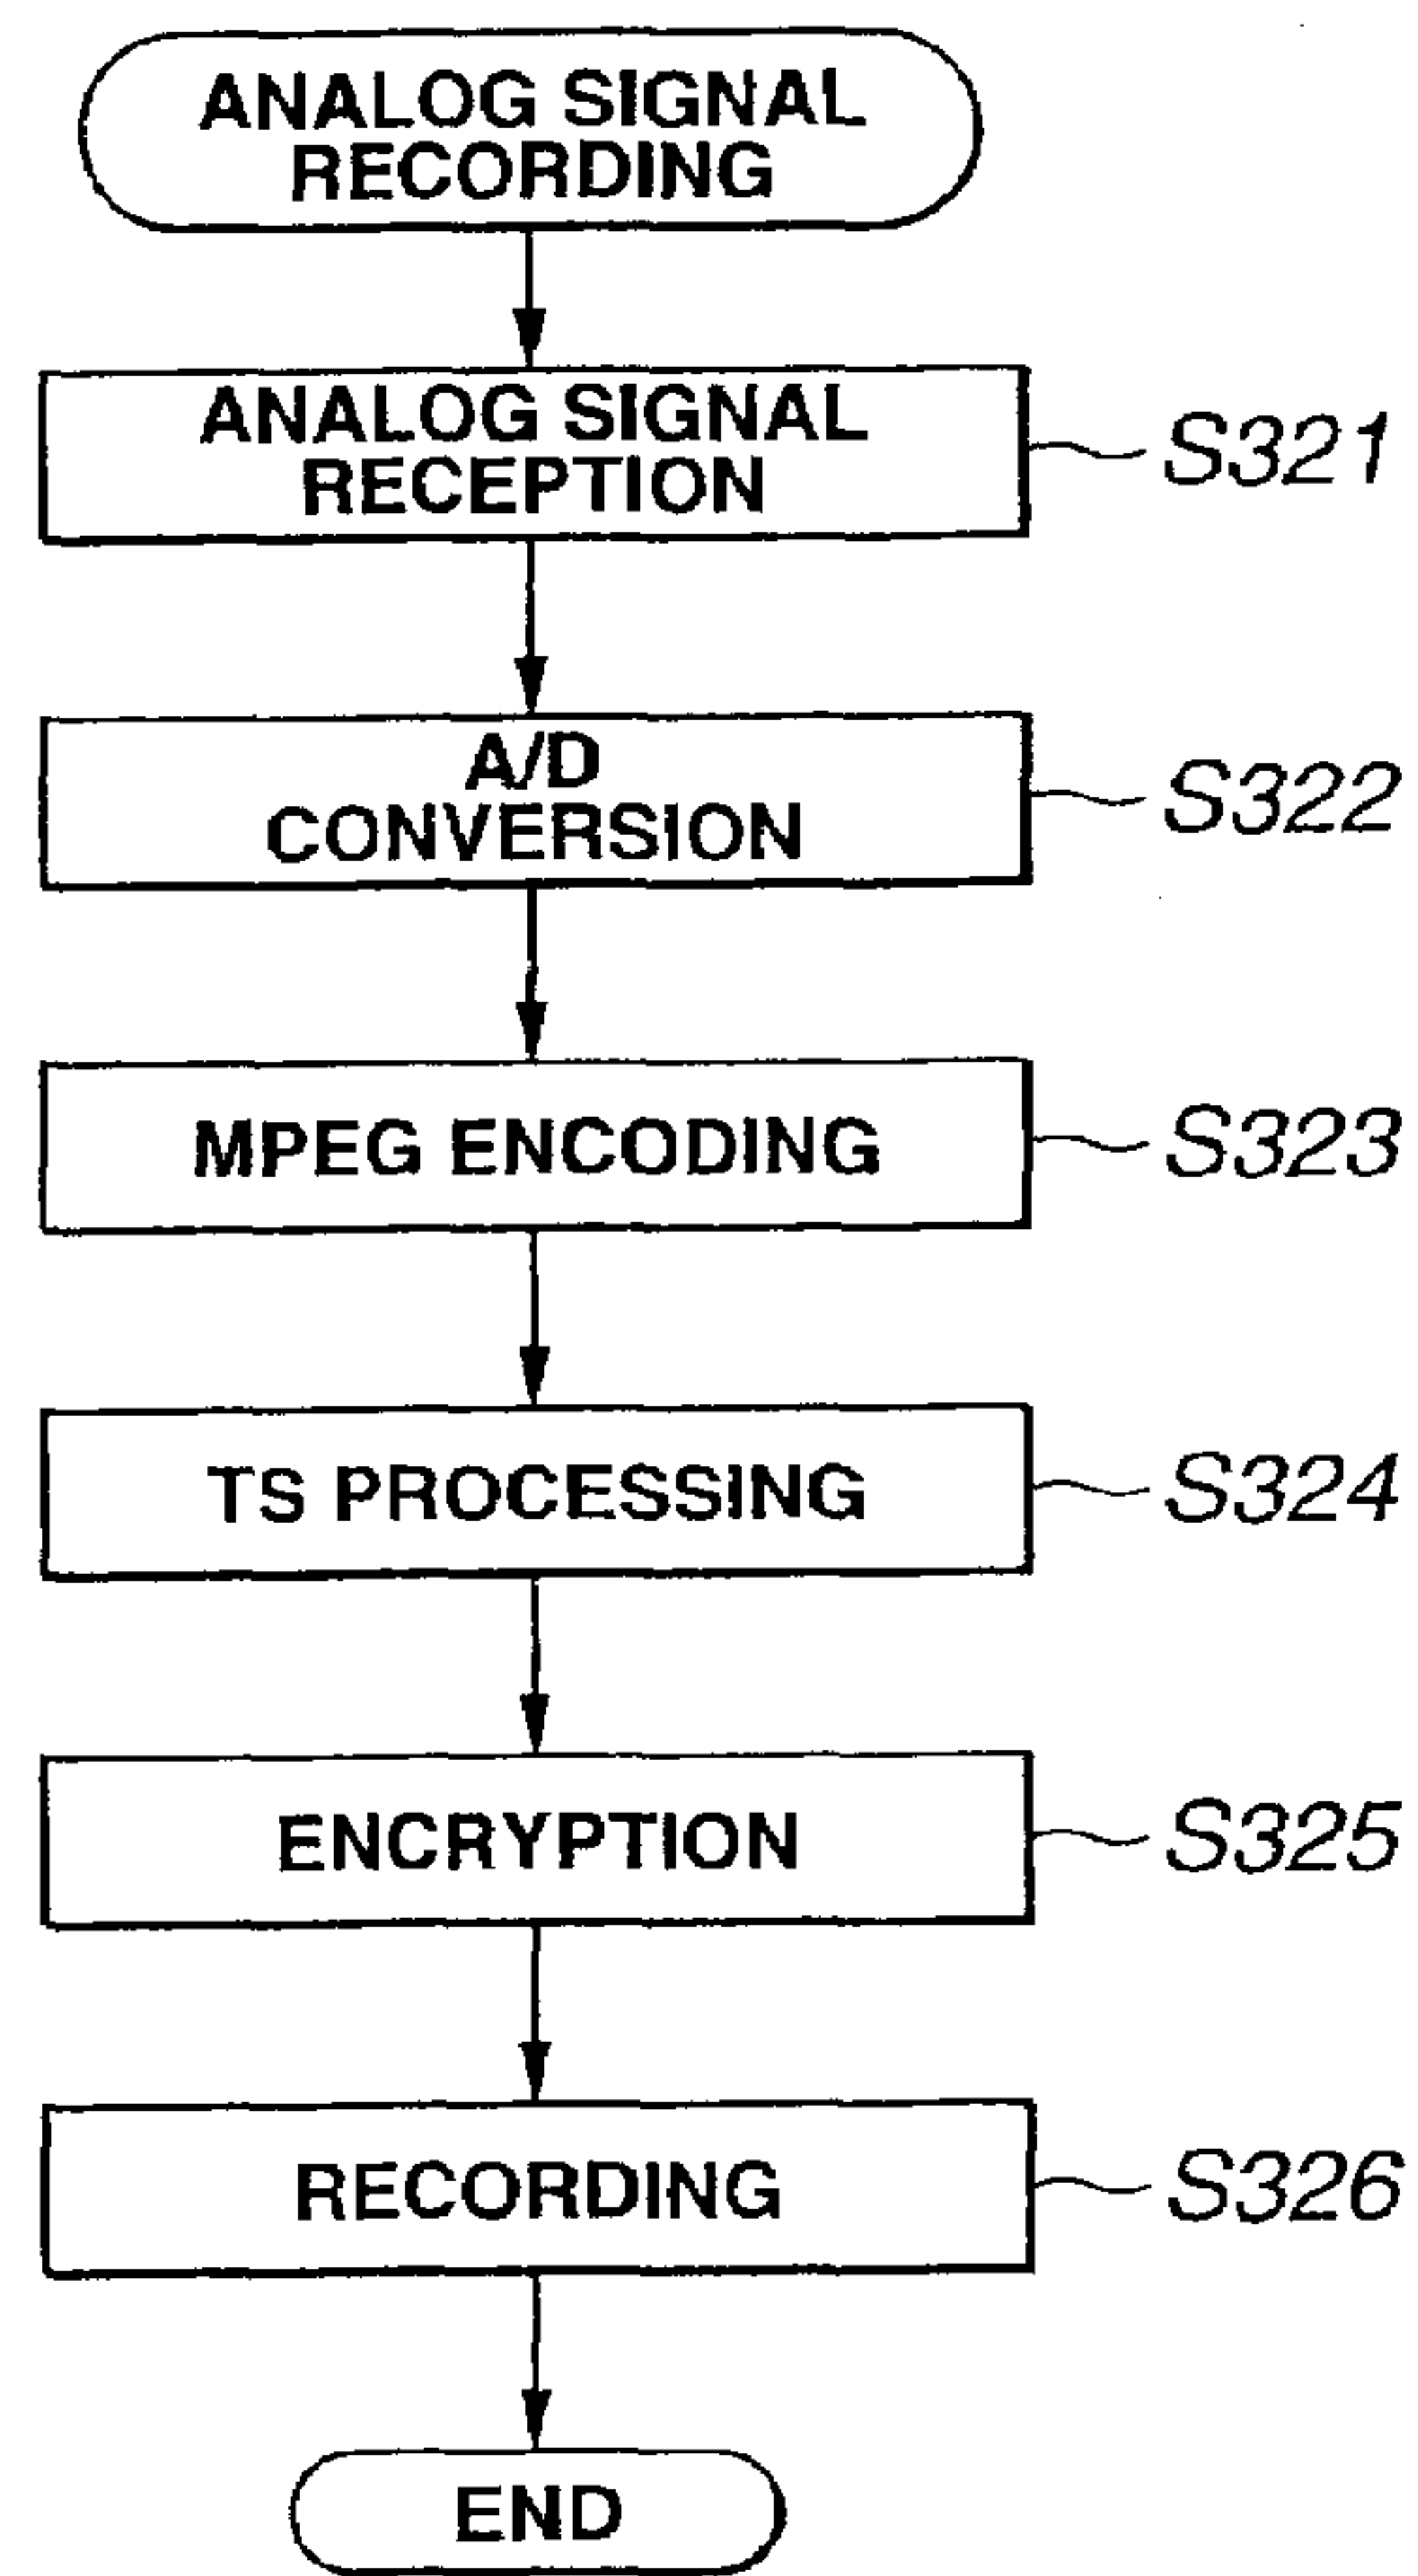 ANALOG SIGNAL
RECORDING
ANALOG SIGNAL
RECEPTION
S321
A/D
CONVERSION
S322
MPEG ENCODING
S323
TS PROCESSING
S324
ENCRYPTION
S325
RECORDING
S326
END